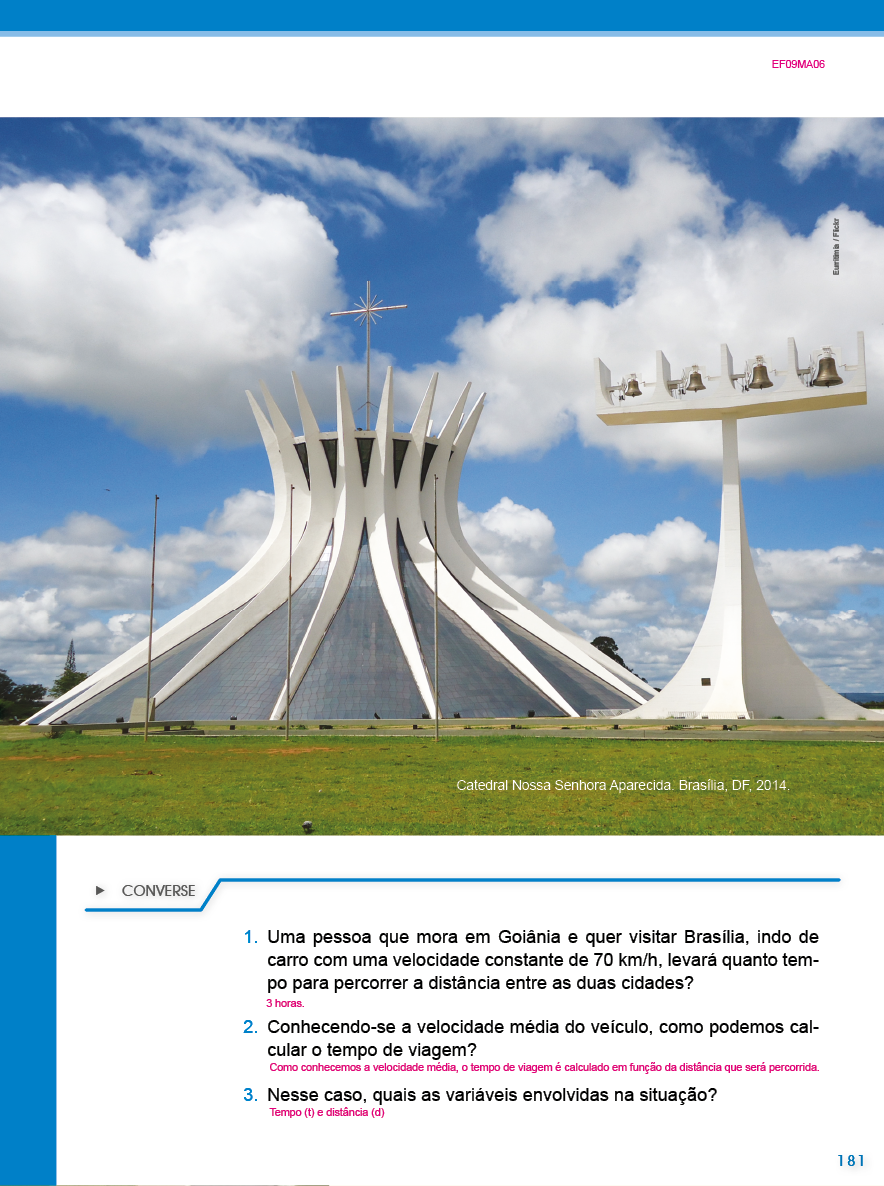 EF09MA06
Eurritimia / Flickr
Catedral Nossa Senhora Aparecida. Brasília, DF, 2014.
CONVERSE
1. Uma pessoa que mora em Goiânia e quer visitar Brasília, indo de
carro com uma velocidade constante de 70 km/h, levará quanto tem-
po para percorrer a distância entre as duas cidades?
3 horas.
2. Conhecendo-se a velocidade média do veículo, como podemos cal-
cular o tempo de viagem?
Como conhecemos a velocidade média, o tempo de viagem é calculado em função da distância que será percorrida.
3. Nesse caso, quais as variáveis envolvidas na situação?
Tempo (t) e distância (d)
181